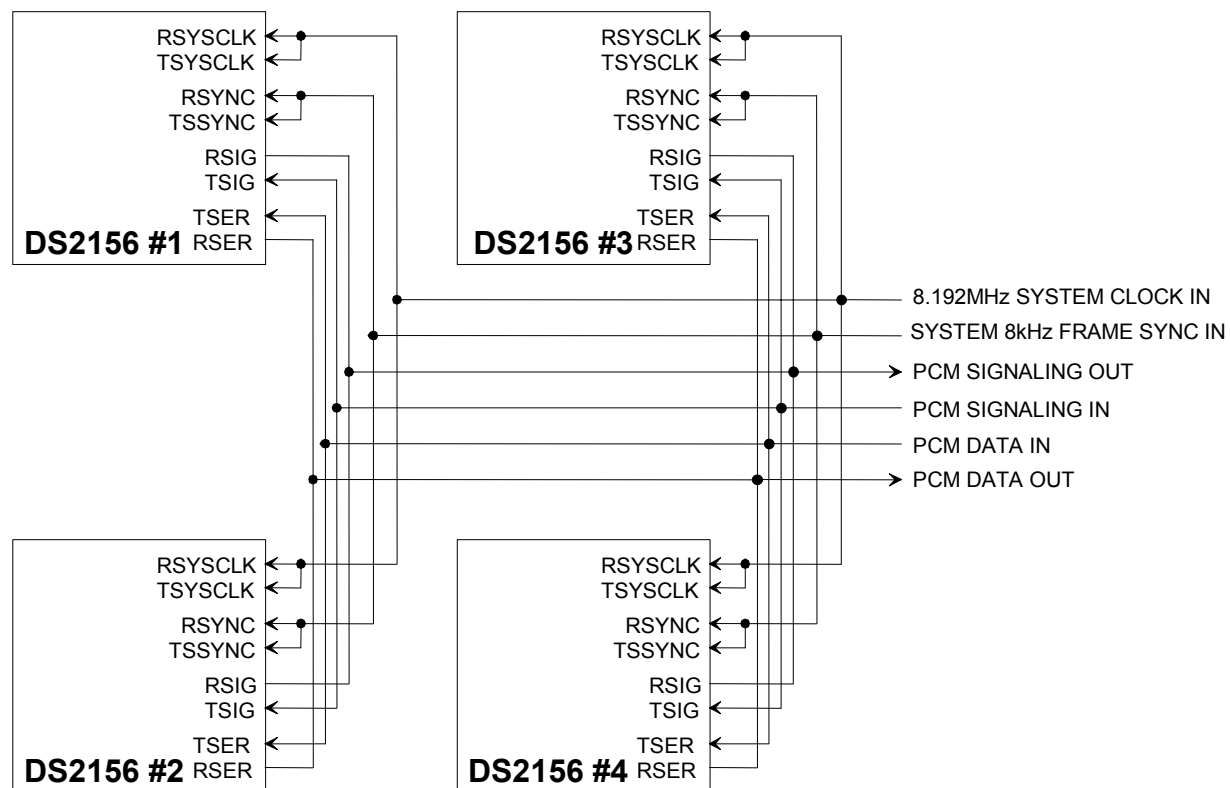 RSYSCLK
TSYSCLK
RSYNC
TSSYNC
RSIG
TSIG
TSER
DS2156 #1 RSER
RSYSCLK
TSYSCLK
RSYNC
TSSYNC
RSIG
TSIG
TSER
DS2156 #3 RSER
8.192MHz SYSTEM CLOCK IN
SYSTEM 8kHz FRAME SYNC IN
PCM SIGNALING OUT
PCM SIGNALING IN
PCM DATA IN
PCM DATA OUT
RSYSCLK
TSYSCLK
RSYNC
TSSYNC
RSIG
TSIG
TSER
DS2156 #2 RSER
RSYSCLK
TSYSCLK
RSYNC
TSSYNC
RSIG
TSIG
TSER
DS2156 #4 RSER